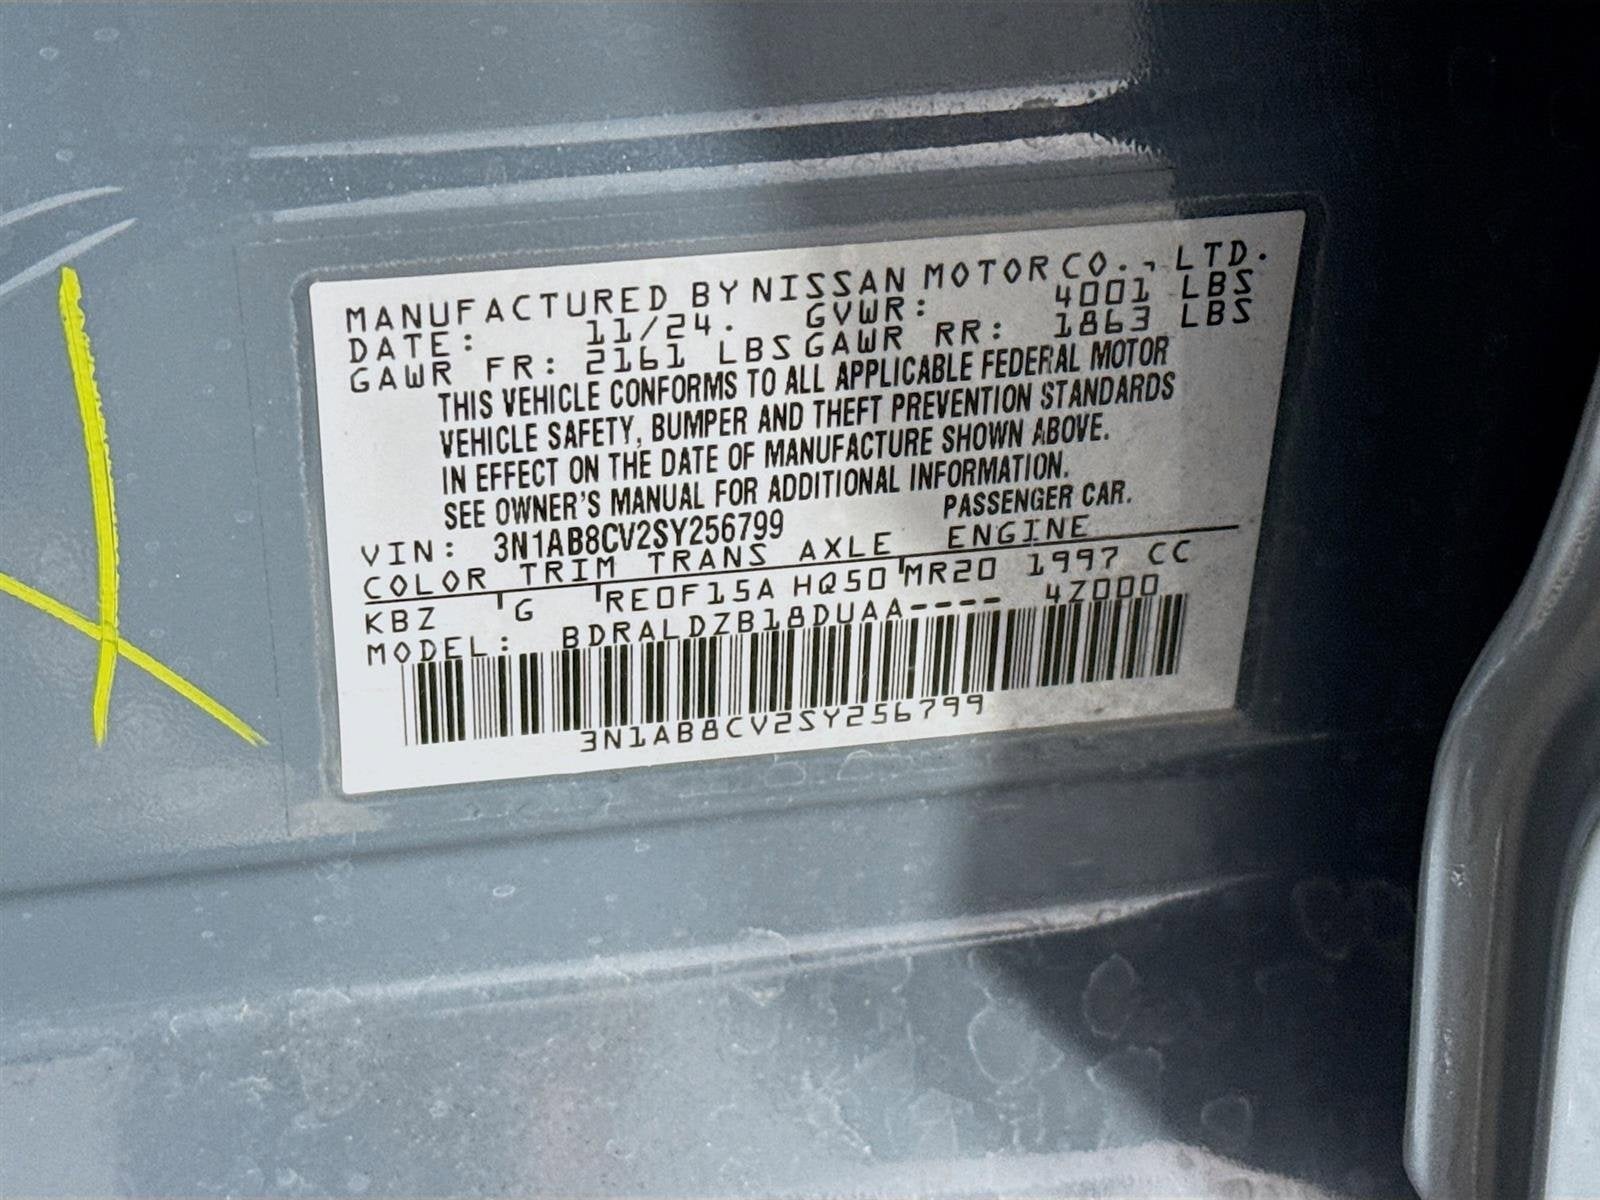 MANUFACTURED BY NISSAN MOTOR CO., LTD.
DATE: 11/24. GVWR: 4001 LBS
GAWR FR: 2161 LBS GAWR RR: 1863 LBS
THIS VEHICLE CONFORMS TO ALL APPLICABLE FEDERAL MOTOR
VEHICLE SAFETY, BUMPER AND THEFT PREVENTION STANDARDS
IN EFFECT ON THE DATE OF MANUFACTURE SHOWN ABOVE.
SEE OWNER'S MANUAL FOR ADDITIONAL INFORMATION.
VIN: 3N1AB8CV2SY256799 PASSENGER CAR.
COLOR TRIM TRANS AXLE ENGINE
KBZ G RE0F15A HQ50 MR20 1997 CC
MODEL: BDRALDZB18DUAA---- 4Z000
3N1AB8CV2SY256799